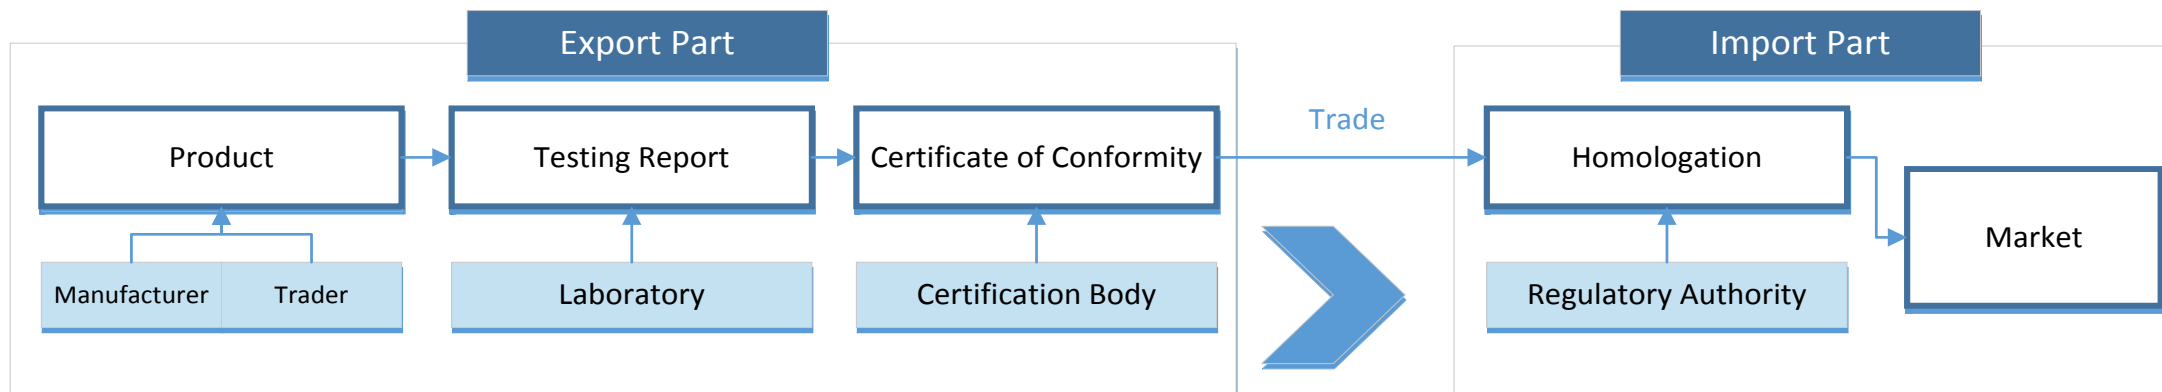 Export Part
Import Part
Product
Testing Report
Certificate of Conformity
Trade
Homologation
Market
Manufacturer
Trader
Laboratory
Certification Body
Regulatory Authority